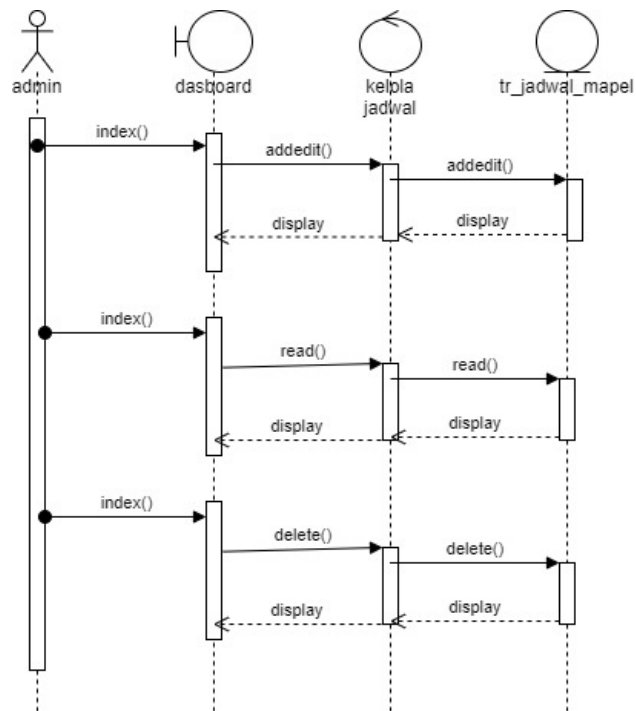 admin
dasboard
kelola
jadwal
tr_jadwal_mapel
index()
addedit()
addedit()
display
display
index()
read()
read()
display
display
index()
delete()
delete()
display
display